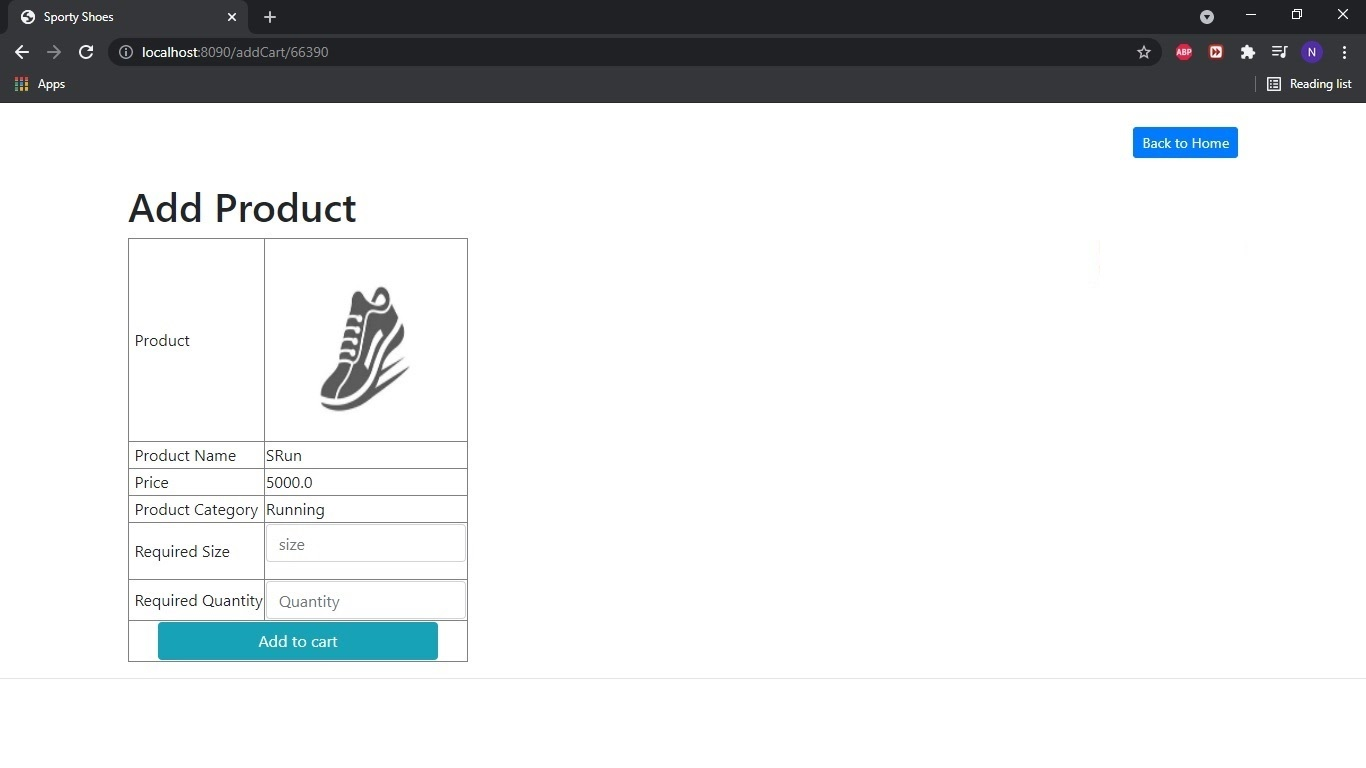 Sporty Shoes
localhost:8090/addCart/66390
ABP
N
Apps
Reading list
Back to Home
Add Product
Product
Product Name SRun
Price 5000.0
Product Category Running
Required Size size
Required Quantity Quantity
Add to cart